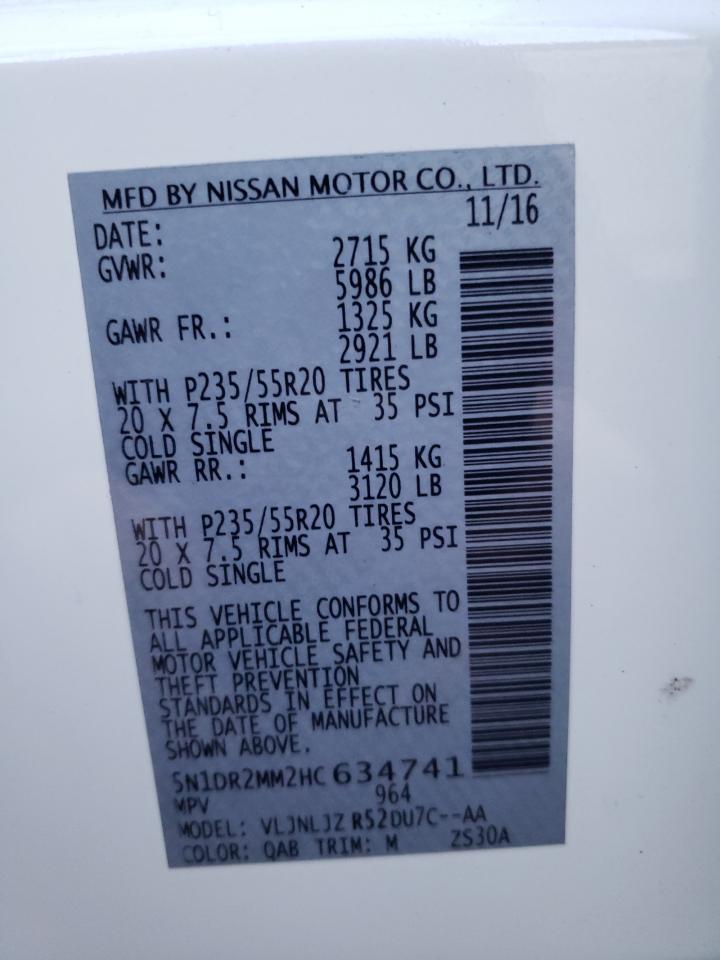 MFD BY NISSAN MOTOR CO., LTD.
DATE: 11/16
GVWR: 2715 KG
5986 LB
GAWR FR.: 1325 KG
2921 LB
WITH P235/55R20 TIRES
20 X 7.5 RIMS AT 35 PSI
COLD SINGLE
GAWR RR.: 1415 KG
3120 LB
WITH P235/55R20 TIRES
20 X 7.5 RIMS AT 35 PSI
COLD SINGLE
THIS VEHICLE CONFORMS TO
ALL APPLICABLE FEDERAL
MOTOR VEHICLE SAFETY AND
THEFT PREVENTION
STANDARDS IN EFFECT ON
THE DATE OF MANUFACTURE
SHOWN ABOVE.
5N1DR2MM2HC634741
MPV 964
MODEL: VLJNLJZ R52DU7C--AA
COLOR: QAB TRIM: M ZS30A